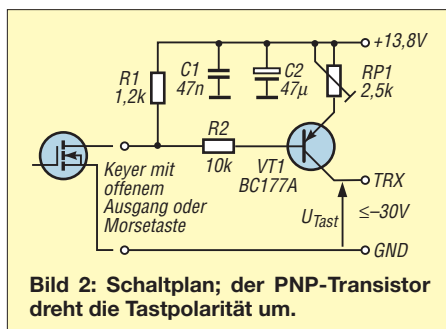 +13,8V
R1
1,2k
C1
47n
C2
47µ
RP1
2,5k
R2
10k
VT1
BC177A
Keyer mit
offenem
Ausgang oder
Morsetaste
TRX
UTast
≤–30V
GND
Bild 2: Schaltplan; der PNP-Transistor
dreht die Tastpolarität um.